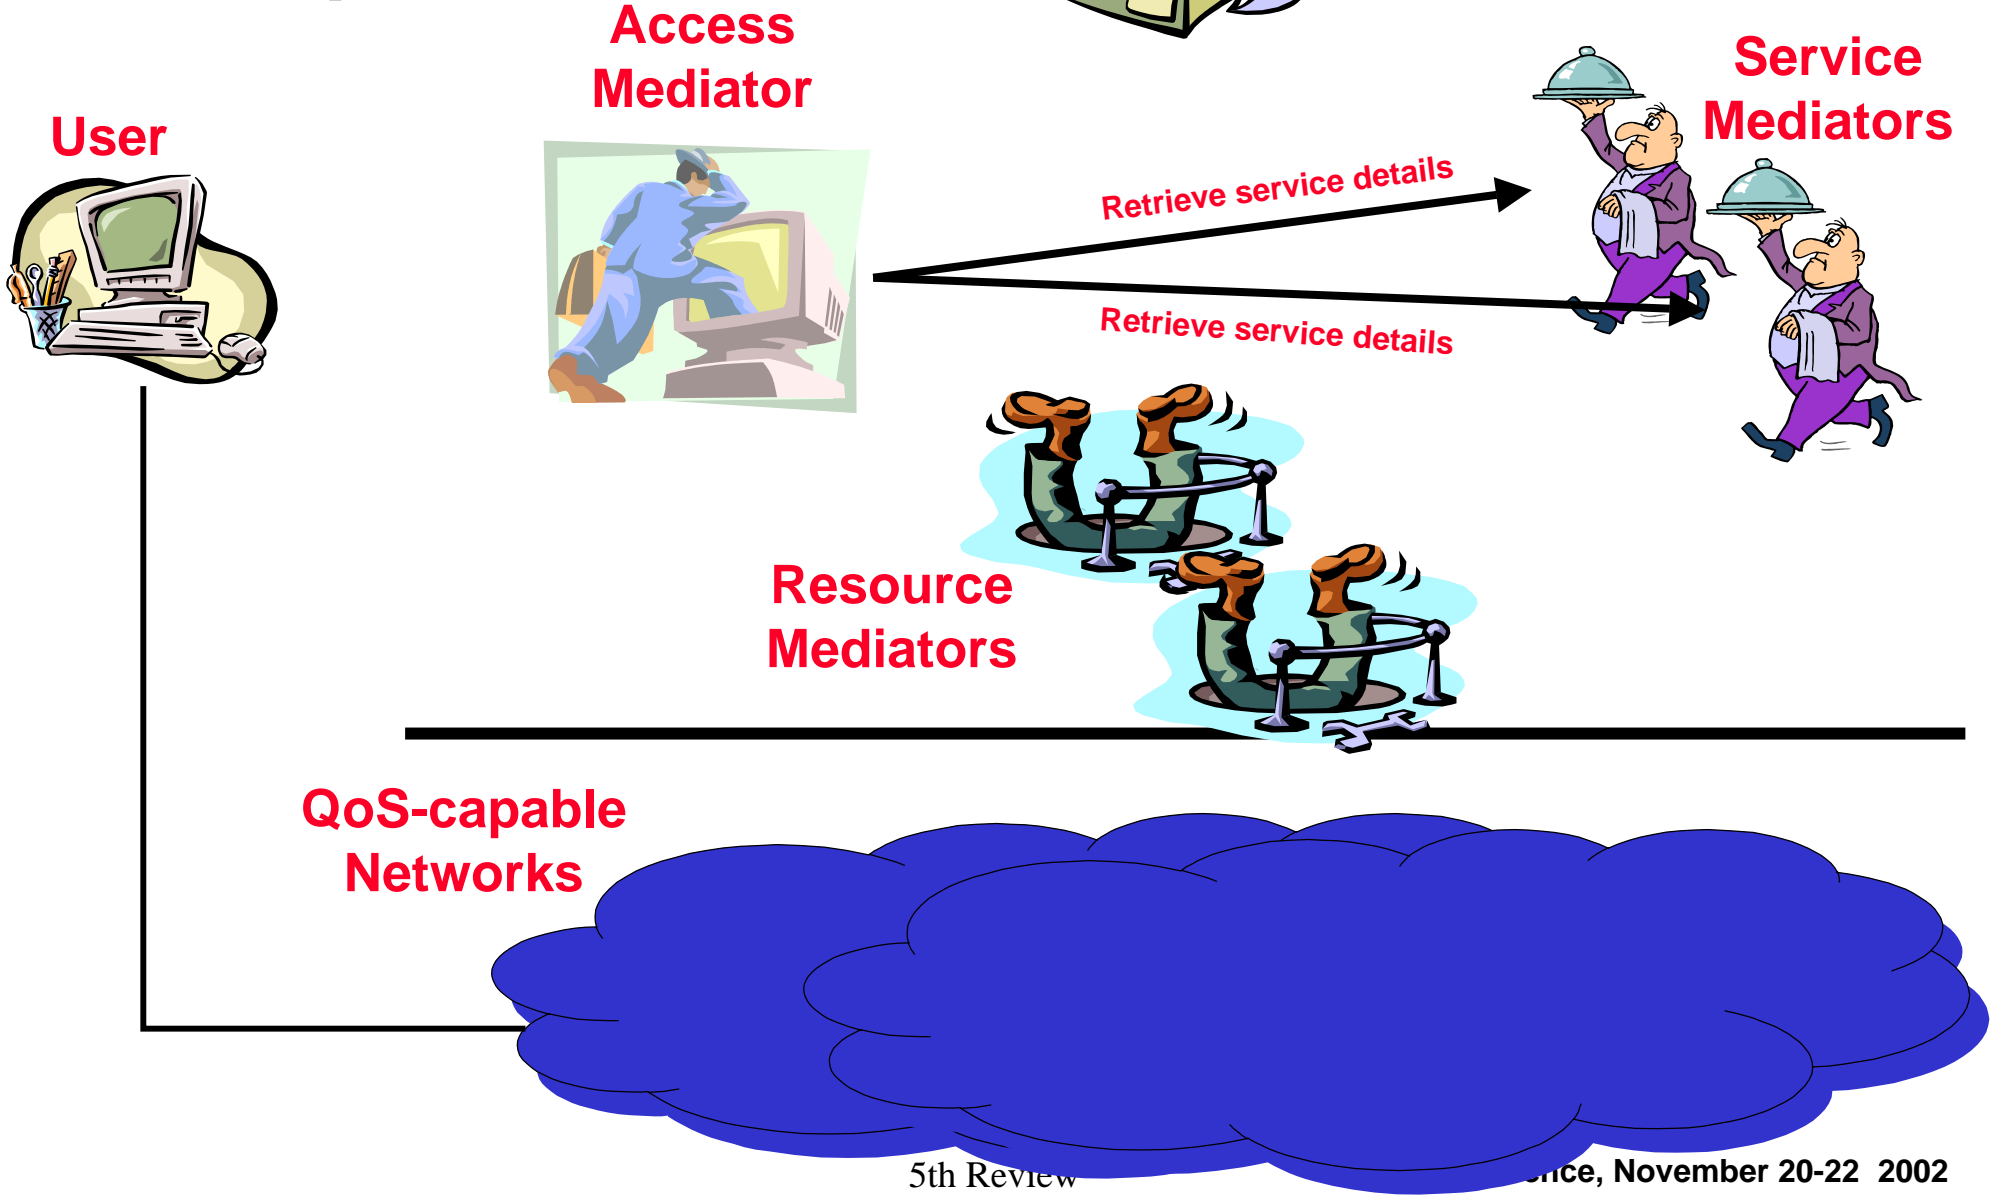 Access
Mediator
Service
Mediators
User
Retrieve service details
Retrieve service details
Resource
Mediators
QoS-capable
Networks
5th Review
November 20-22 2002